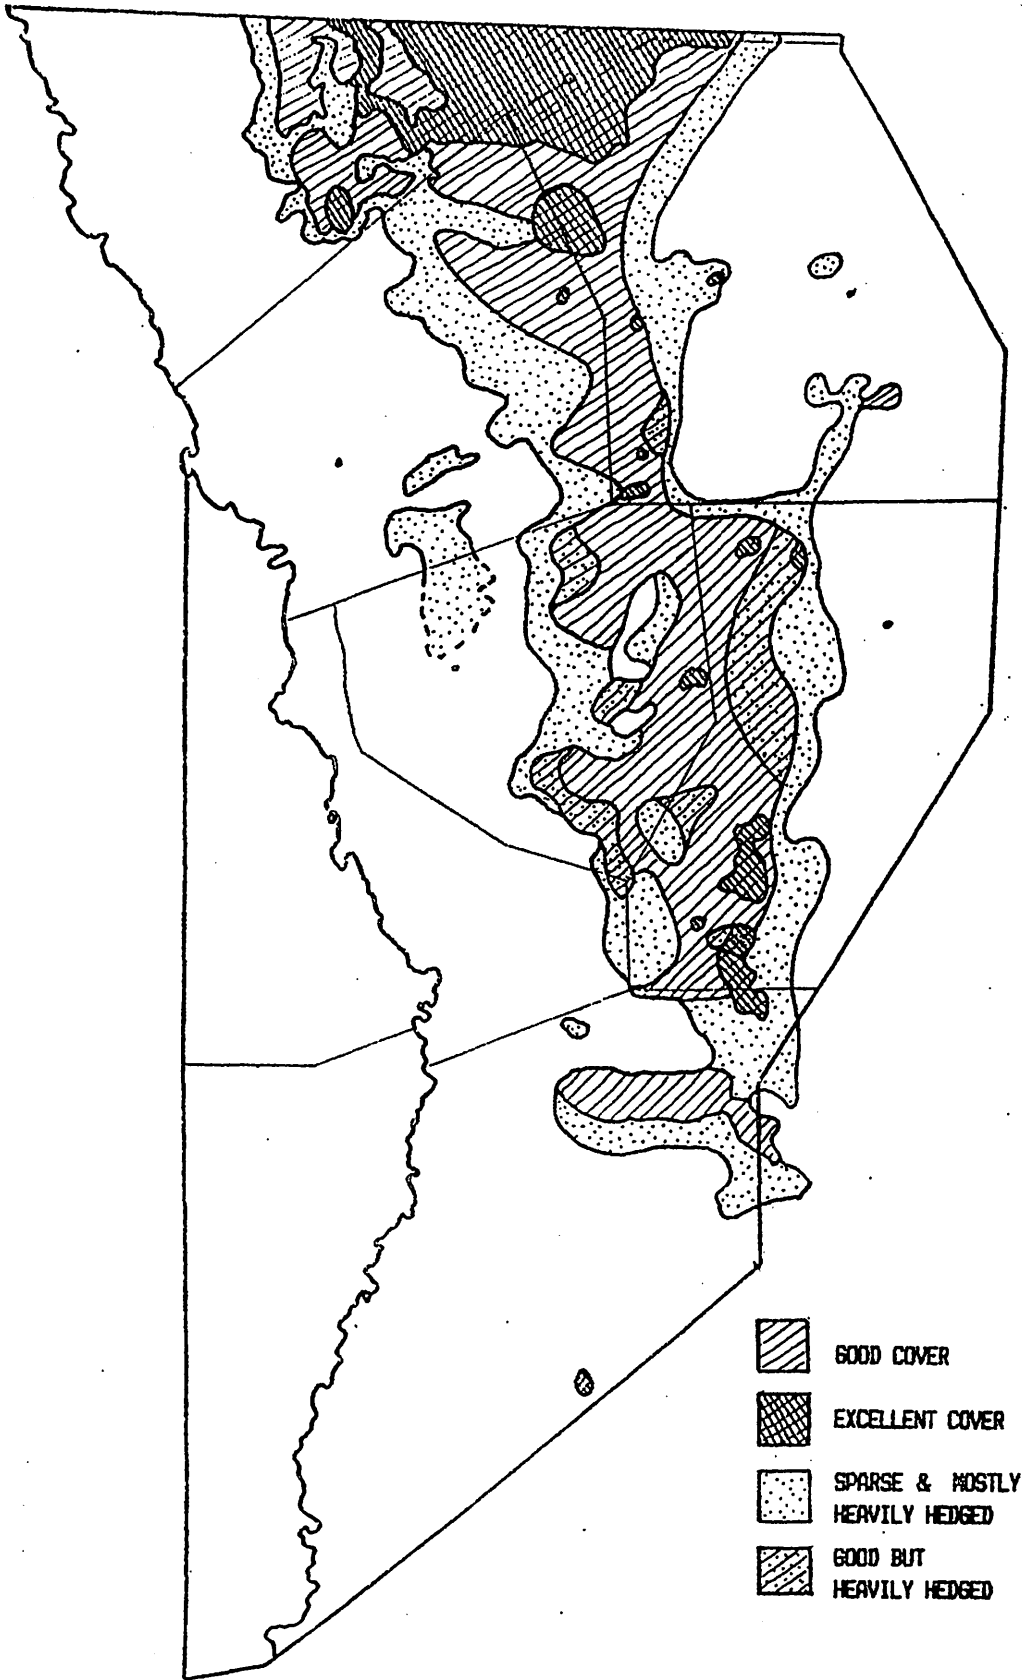 GOOD COVER
EXCELLENT COVER
SPARSE & MOSTLY
HEAVILY HEDGED
GOOD BUT
HEAVILY HEDGED